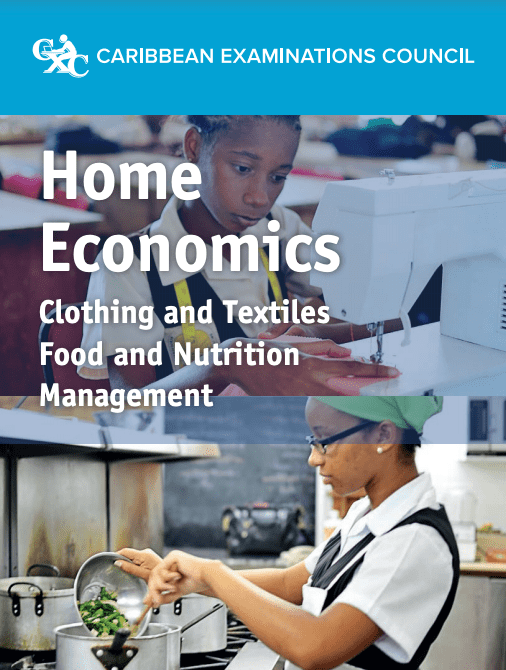 CXC CARIBBEAN EXAMINATIONS COUNCIL
Home
Economics
Clothing and Textiles
Food and Nutrition
Management